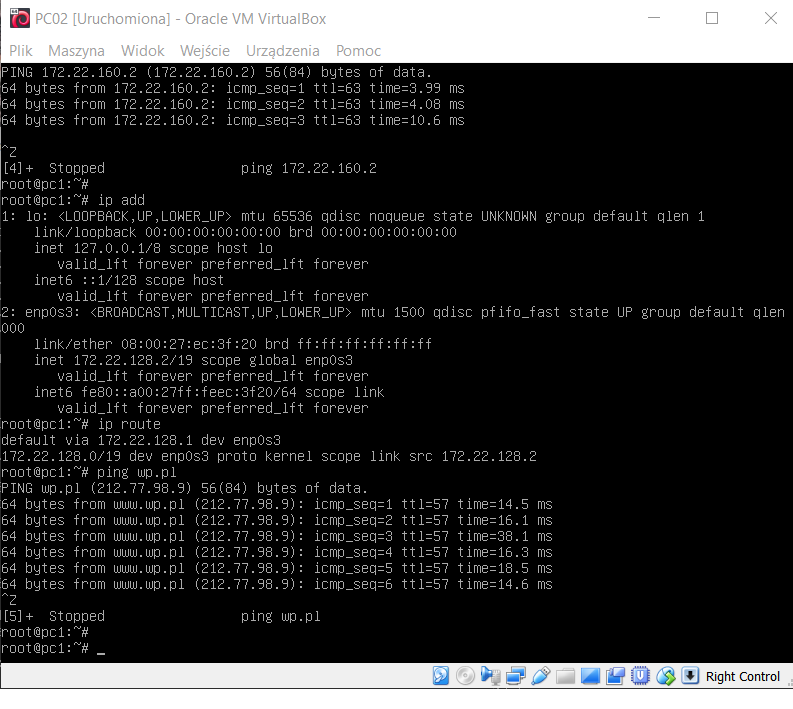 PC02 [Uruchomiona] - Oracle VM VirtualBox
Plik Maszyna Widok Wejście Urządzenia Pomoc
PING 172.22.160.2 (172.22.160.2) 56(84) bytes of data.
64 bytes from 172.22.160.2: icmp_seq=1 ttl=63 time=3.99 ms
64 bytes from 172.22.160.2: icmp_seq=2 ttl=63 time=4.08 ms
64 bytes from 172.22.160.2: icmp_seq=3 ttl=63 time=10.6 ms
^Z
[4]+  Stopped                 ping 172.22.160.2
root@pc1:~#
root@pc1:~# ip add
1: lo: <LOOPBACK,UP,LOWER_UP> mtu 65536 qdisc noqueue state UNKNOWN group default qlen 1
    link/loopback 00:00:00:00:00:00 brd 00:00:00:00:00:00
    inet 127.0.0.1/8 scope host lo
       valid_lft forever preferred_lft forever
    inet6 ::1/128 scope host
       valid_lft forever preferred_lft forever
2: enp0s3: <BROADCAST,MULTICAST,UP,LOWER_UP> mtu 1500 qdisc pfifo_fast state UP group default qlen
000
    link/ether 08:00:27:ec:3f:20 brd ff:ff:ff:ff:ff:ff
    inet 172.22.128.2/19 scope global enp0s3
       valid_lft forever preferred_lft forever
    inet6 fe80::a00:27ff:feec:3f20/64 scope link
       valid_lft forever preferred_lft forever
root@pc1:~# ip route
default via 172.22.128.1 dev enp0s3
172.22.128.0/19 dev enp0s3 proto kernel scope link src 172.22.128.2
root@pc1:~# ping wp.pl
PING wp.pl (212.77.98.9) 56(84) bytes of data.
64 bytes from www.wp.pl (212.77.98.9): icmp_seq=1 ttl=57 time=14.5 ms
64 bytes from www.wp.pl (212.77.98.9): icmp_seq=2 ttl=57 time=16.1 ms
64 bytes from www.wp.pl (212.77.98.9): icmp_seq=3 ttl=57 time=38.1 ms
64 bytes from www.wp.pl (212.77.98.9): icmp_seq=4 ttl=57 time=16.3 ms
64 bytes from www.wp.pl (212.77.98.9): icmp_seq=5 ttl=57 time=18.5 ms
64 bytes from www.wp.pl (212.77.98.9): icmp_seq=6 ttl=57 time=14.6 ms
^Z
[5]+  Stopped                 ping wp.pl
root@pc1:~#
root@pc1:~# _
Right Control